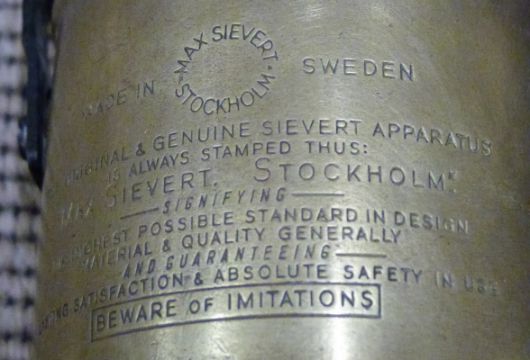 MADE IN MAX SIEVERT STOCKHOLM SWEDEN
ORIGINAL & GENUINE SIEVERT APPARATUS
IS ALWAYS STAMPED THUS:
MAX SIEVERT, STOCKHOLM.
SIGNIFYING
HIGHEST POSSIBLE STANDARD IN DESIGN
MATERIAL & QUALITY GENERALLY
AND GUARANTEEING
SATISFACTION & ABSOLUTE SAFETY IN USE
BEWARE OF IMITATIONS